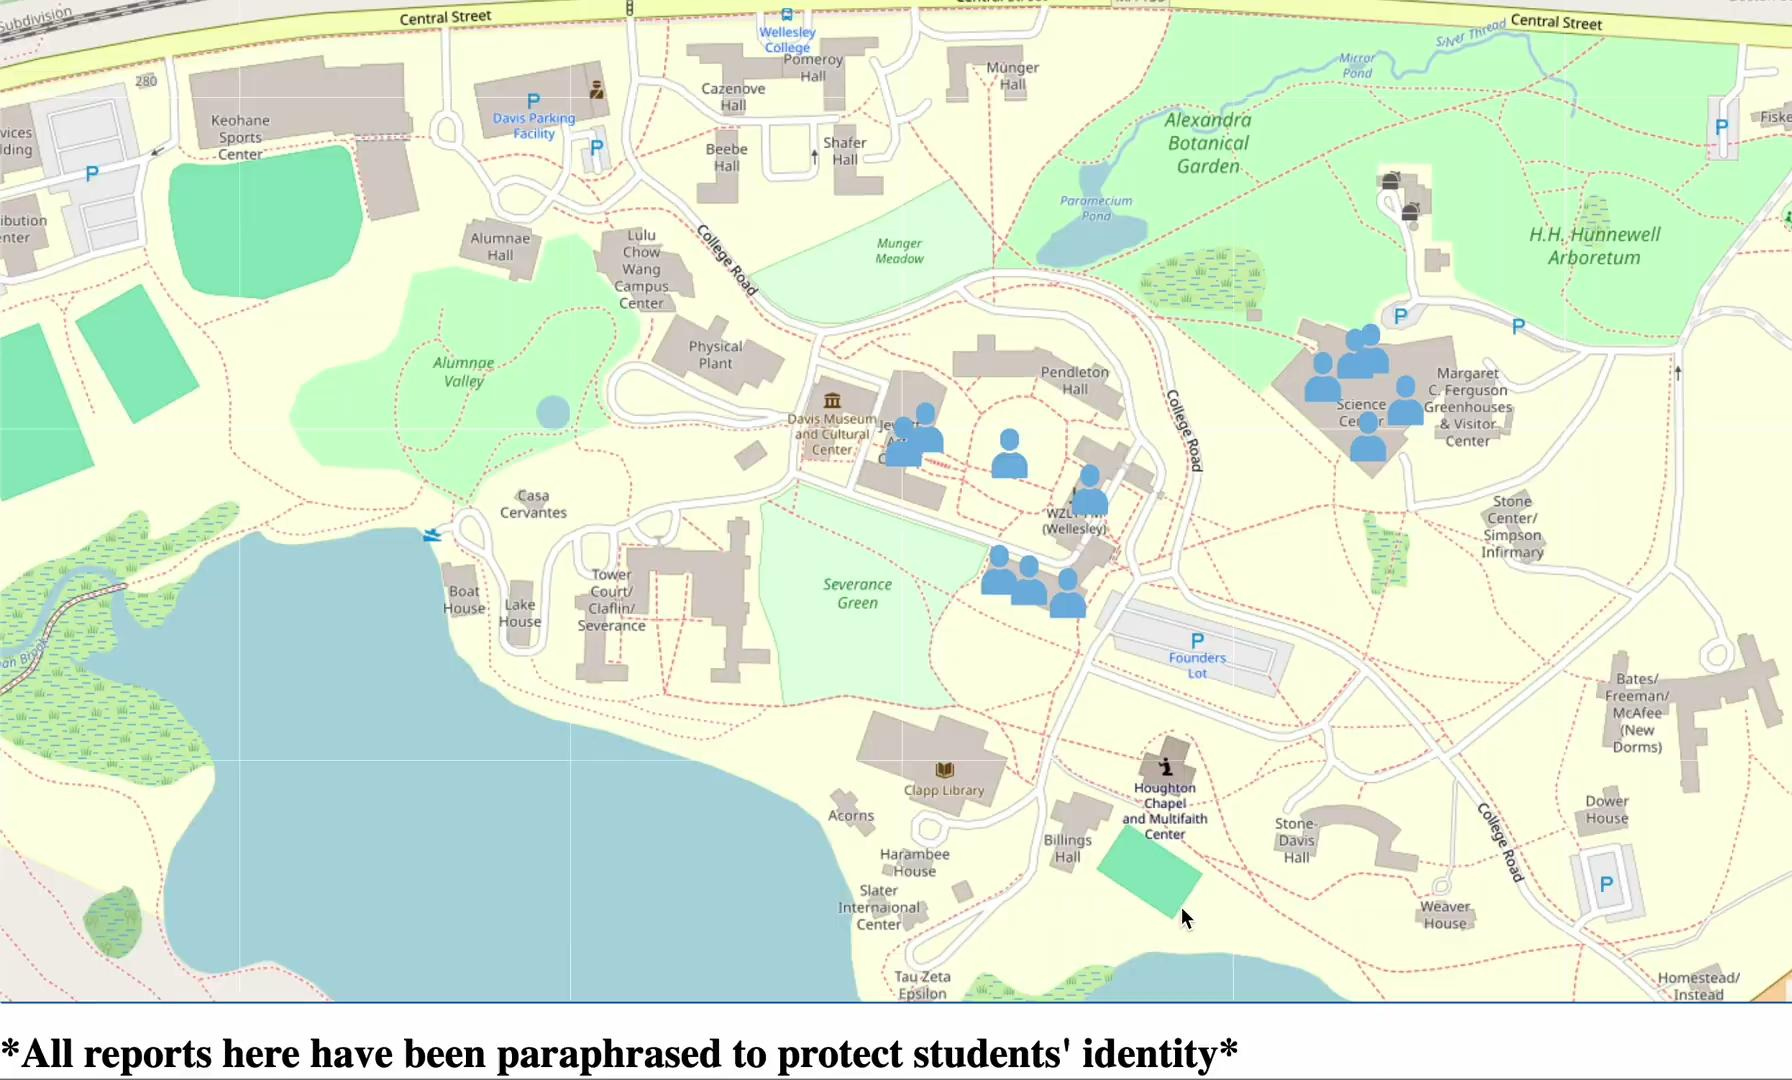 Subdivision
Central Street
Central Street
280
Wellesley
College
Pomeroy
Hall
Cazenove
Hall
Munger
Hall
Silver Thread
Mirror
Pond
Keohane
Sports
Center
P
Davis Parking
Facility
P
P
Beebe
Hall
Shafer
Hall
Alexandra
Botanical
Garden
P
Fiske
Paramecium
Pond
H.H. Hunnewell
Arboretum
Alumnae
Hall
Lulu
Chow
Wang
Campus
Center
College Road
Munger
Meadow
P
P
Physical
Plant
Alumnae
Valley
Pendleton
Hall
Davis Museum
and Cultural
Center
College Road
Science
Center
Margaret
C. Ferguson
Greenhouses
& Visitor
Center
Casa
Cervantes
(Wellesley)
Stone
Center/
Simpson
Infirmary
Boat
House
Lake
House
Tower
Court/
Claflin/
Severance
Severance
Green
P
Founders
Lot
Bates/
Freeman/
McAfee
(New
Dorms)
Clapp Library
Acorns
Houghton
Chapel
and Multifaith
Center
Billings
Hall
Stone-
Davis
Hall
Dower
House
College Road
Harambee
House
Slater
Internaional
Center
P
Weaver
House
Tau Zeta
Epsilon
Homestead/
Instead
*All reports here have been paraphrased to protect students' identity*